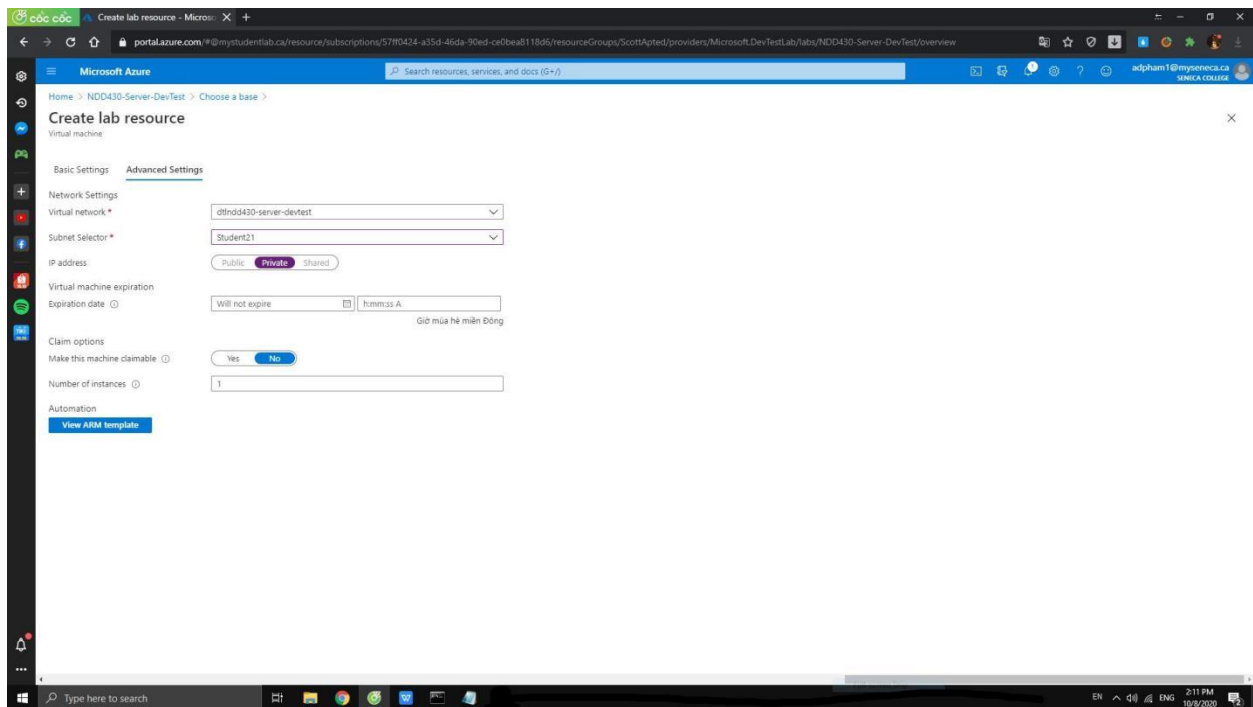 cốc cốc
Create lab resource - Micros
portal.azure.com/#@mystudentlab.ca/resource/subscriptions/57ff0424-a35d-46da-90ed-ce0bea8118d6/resourceGroups/ScottApted/providers/Microsoft.DevTestLab/labs/NDD430-Server-DevTest/overview
Microsoft Azure
Search resources, services, and docs (G+/)
1
adpham1@myseneca.ca
SENECA COLLEGE
Home > NDD430-Server-DevTest > Choose a base >
Create lab resource
Virtual machine
Basic Settings Advanced Settings
Network Settings
Virtual network * dtlndd430-server-devtest
Subnet Selector * Student21
IP address Public Private Shared
Virtual machine expiration
Expiration date Will not expire h:mm:ss A
Giờ mùa hè miền Đông
Claim options
Make this machine claimable Yes No
Number of instances 1
Automation
View ARM template
Type here to search
EN ENG 2:11 PM
10/8/2020